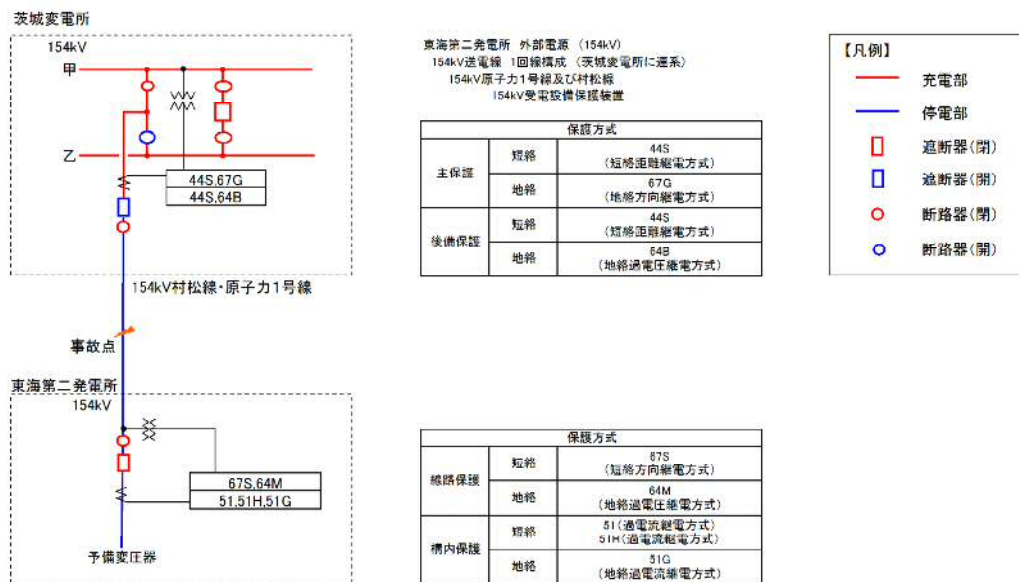 茨城変電所
154kV
甲
乙
44S,67G
44S,64B
154kV村松線・原子力1号線
事故点
東海第二発電所
154kV
67S,64M
51,51H,51G
予備変圧器
東海第二発電所 外部電源 (154kV)
154kV送電線 1回線構成 (茨城変電所に連系)
154kV原子力1号線及び村松線
154kV受電設備保護装置
保護方式
主保護
短絡
44S
(短絡距離継電方式)
地絡
67G
(地絡方向継電方式)
後備保護
短絡
44S
(短絡距離継電方式)
地絡
64B
(地絡過電圧継電方式)
保護方式
線路保護
短絡
67S
(短絡方向継電方式)
地絡
64M
(地絡過電圧継電方式)
構内保護
短絡
51(過電流継電方式)
51H(過電流継電方式)
地絡
51G
(地絡過電流継電方式)
【凡例】
充電部
停電部
遮断器(閉)
遮断器(開)
断路器(閉)
断路器(開)